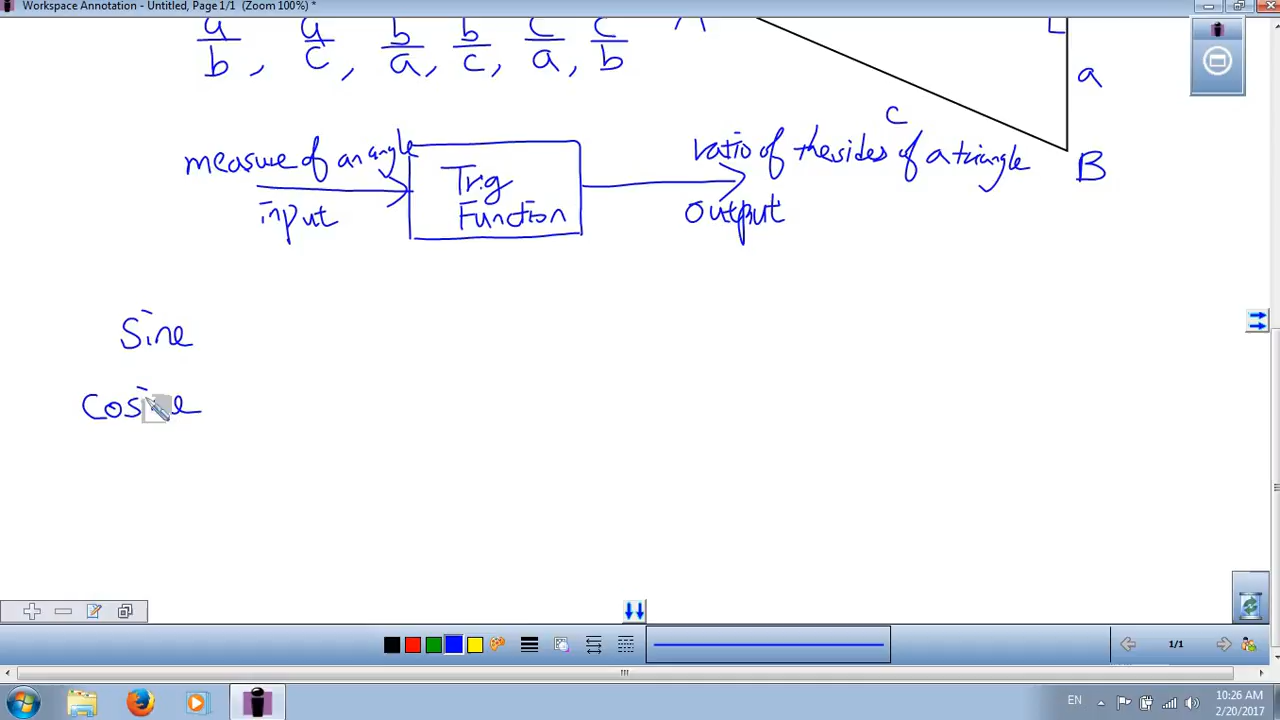 Workspace Annotation - Untitled, Page 1/1 (Zoom 100%) *
a/b, a/c, b/a, b/c, c/a, c/b
A
a
c
B
measure of an angle
input
Trig
Function
ratio of the sides of a triangle
output
Sine
Cosine
1/1
EN
10:26 AM
2/20/2017